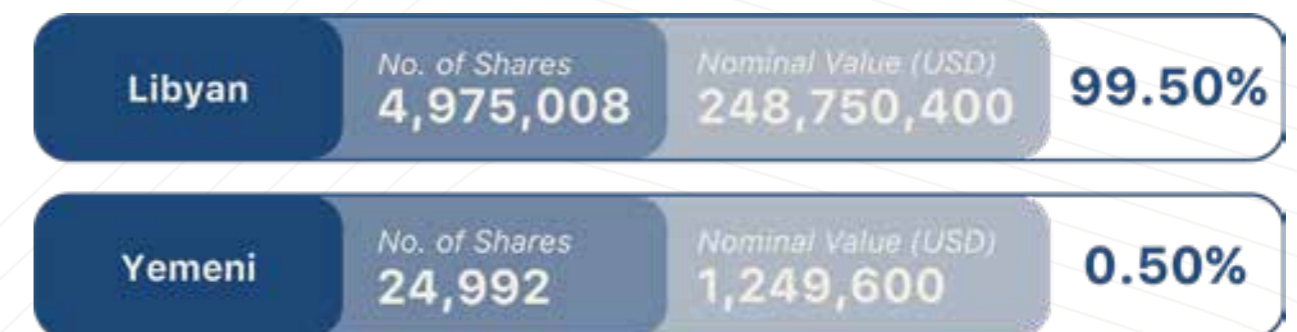 Libyan
No. of Shares
4,975,008
Nominal Value (USD)
248,750,400
99.50%
Yemeni
No. of Shares
24,992
Nominal Value (USD)
1,249,600
0.50%